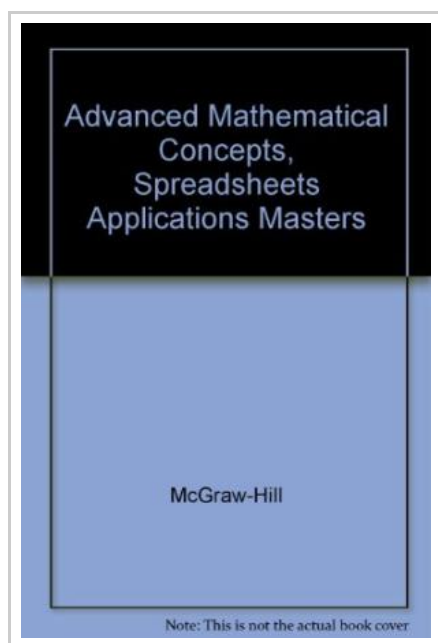 Advanced Mathematical
Concepts,
Spreadsheets
Applications Masters
McGraw-Hill
Note: This is not the actual book cover